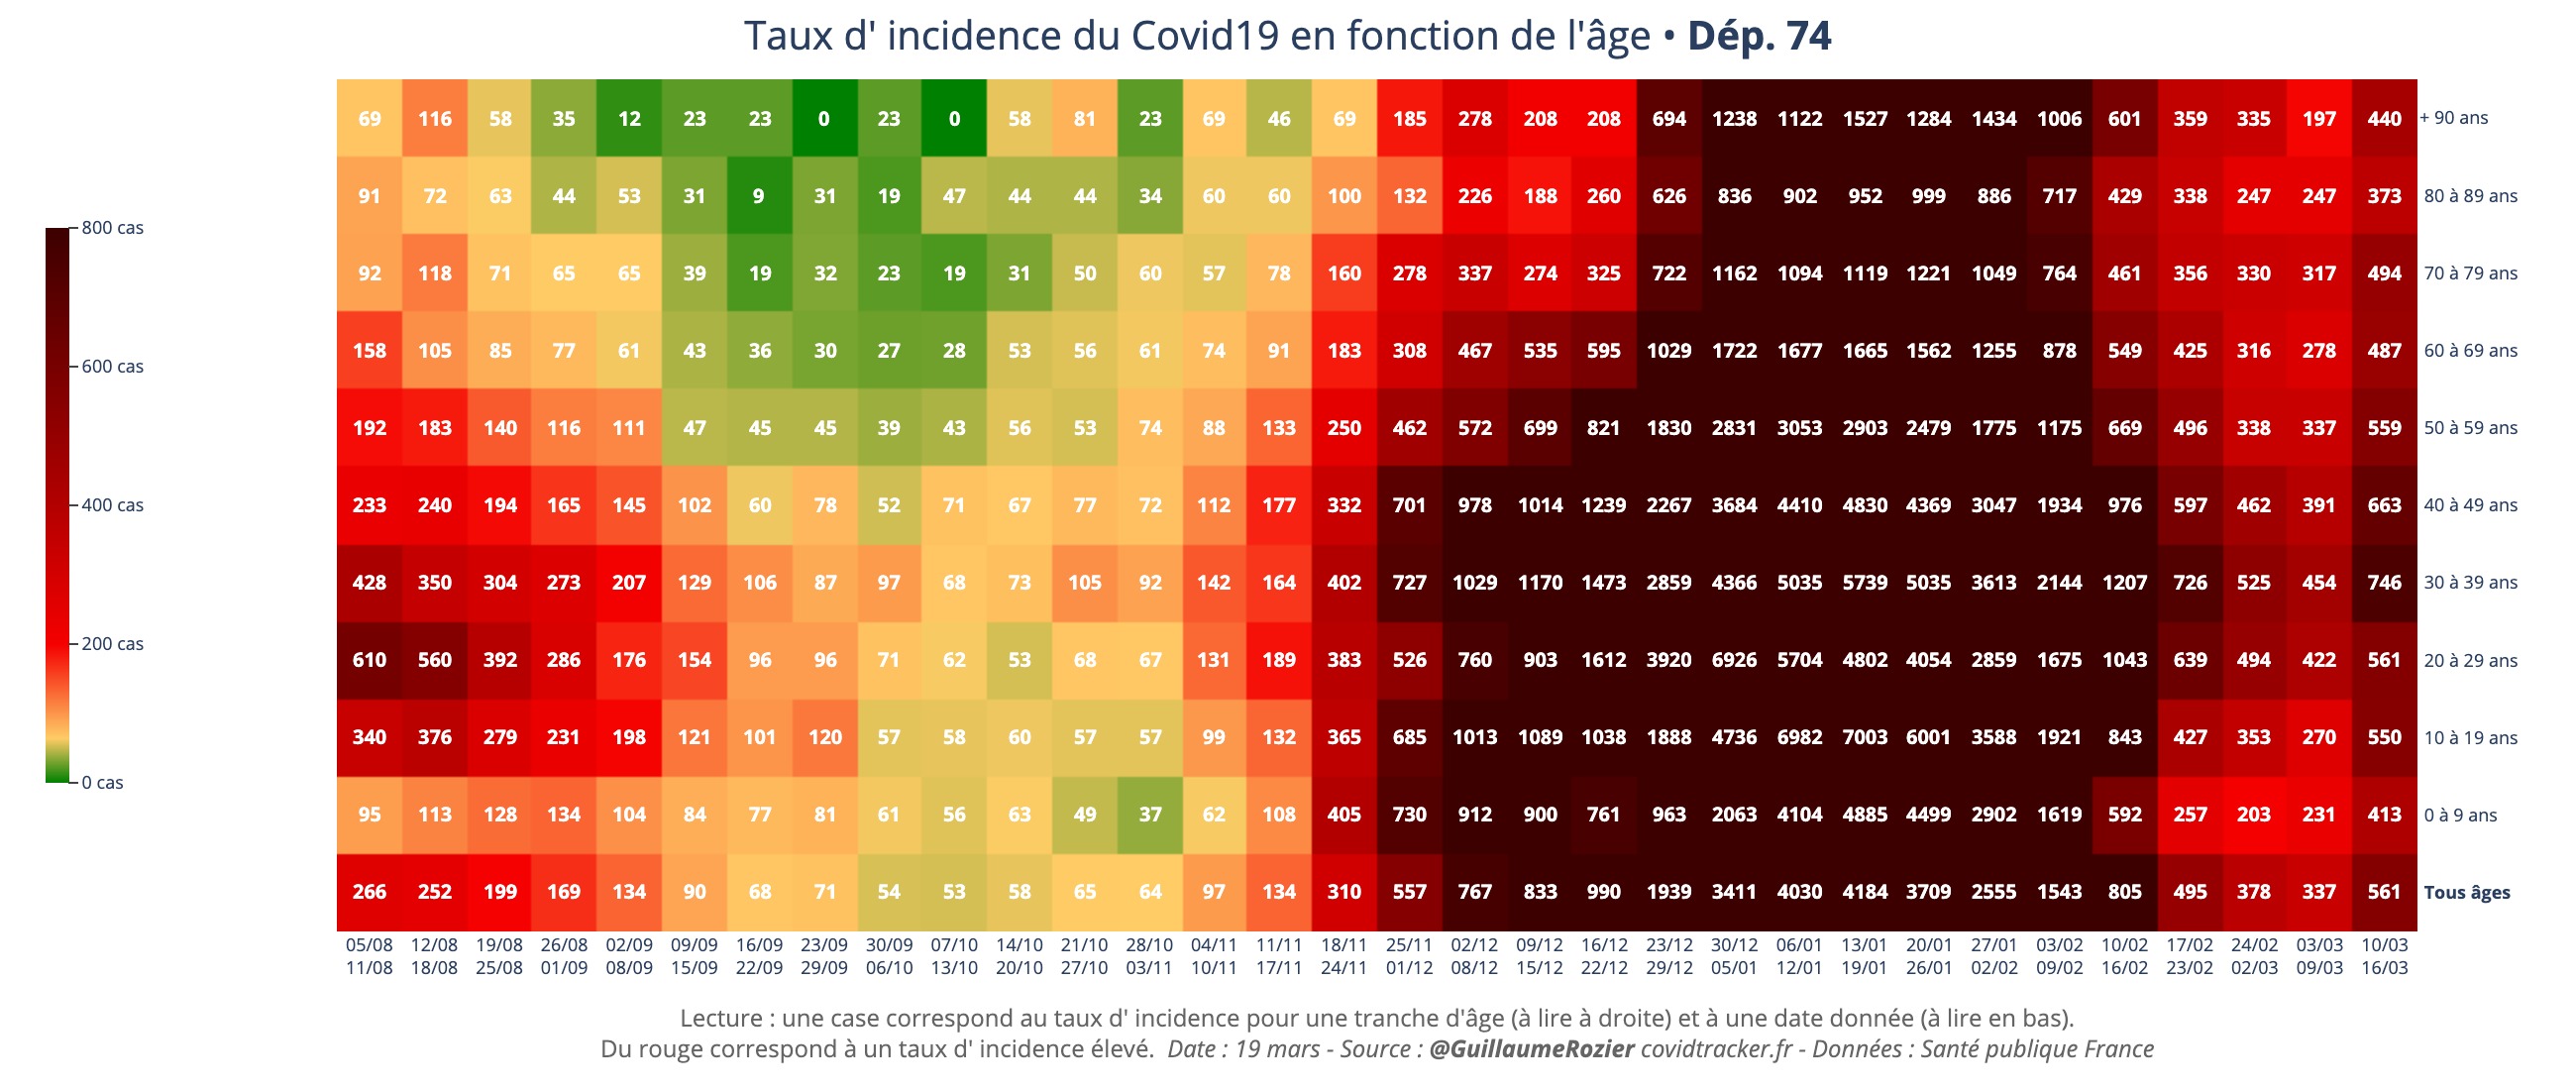 Taux d' incidence du Covid19 en fonction de l'âge • Dép. 74
800 cas
600 cas
400 cas
200 cas
0 cas
69 116 58 35 12 23 23 0 23 0 58 81 23 69 46 69 185 278 208 208 694 1238 1122 1527 1284 1434 1006 601 359 335 197 440 + 90 ans
91 72 63 44 53 31 9 31 19 47 44 44 34 60 60 100 132 226 188 260 626 836 902 952 999 886 717 429 338 247 247 373 80 à 89 ans
92 118 71 65 65 39 19 32 23 19 31 50 60 57 78 160 278 337 274 325 722 1162 1094 1119 1221 1049 764 461 356 330 317 494 70 à 79 ans
158 105 85 77 61 43 36 30 27 28 53 56 61 74 91 183 308 467 535 595 1029 1722 1677 1665 1562 1255 878 549 425 316 278 487 60 à 69 ans
192 183 140 116 111 47 45 45 39 43 56 53 74 88 133 250 462 572 699 821 1830 2831 3053 2903 2479 1775 1175 669 496 338 337 559 50 à 59 ans
233 240 194 165 145 102 60 78 52 71 67 77 72 112 177 332 701 978 1014 1239 2267 3684 4410 4830 4369 3047 1934 976 597 462 391 663 40 à 49 ans
428 350 304 273 207 129 106 87 97 68 73 105 92 142 164 402 727 1029 1170 1473 2859 4366 5035 5739 5035 3613 2144 1207 726 525 454 746 30 à 39 ans
610 560 392 286 176 154 96 96 71 62 53 68 67 131 189 383 526 760 903 1612 3920 6926 5704 4802 4054 2859 1675 1043 639 494 422 561 20 à 29 ans
340 376 279 231 198 121 101 120 57 58 60 57 57 99 132 365 685 1013 1089 1038 1888 4736 6982 7003 6001 3588 1921 843 427 353 270 550 10 à 19 ans
95 113 128 134 104 84 77 81 61 56 63 49 37 62 108 405 730 912 900 761 963 2063 4104 4885 4499 2902 1619 592 257 203 231 413 0 à 9 ans
266 252 199 169 134 90 68 71 54 53 58 65 64 97 134 310 557 767 833 990 1939 3411 4030 4184 3709 2555 1543 805 495 378 337 561 Tous âges
05/08 12/08 19/08 26/08 02/09 09/09 16/09 23/09 30/09 07/10 14/10 21/10 28/10 04/11 11/11 18/11 25/11 02/12 09/12 16/12 23/12 30/12 06/01 13/01 20/01 27/01 03/02 10/02 17/02 24/02 03/03 10/03
11/08 18/08 25/08 01/09 08/09 15/09 22/09 29/09 06/10 13/10 20/10 27/10 03/11 10/11 17/11 24/11 01/12 08/12 15/12 22/12 29/12 05/01 12/01 19/01 26/01 02/02 09/02 16/02 23/02 02/03 09/03 16/03
Lecture : une case correspond au taux d' incidence pour une tranche d'âge (à lire à droite) et à une date donnée (à lire en bas).
Du rouge correspond à un taux d' incidence élevé. Date : 19 mars - Source : @GuillaumeRozier covidtracker.fr - Données : Santé publique France